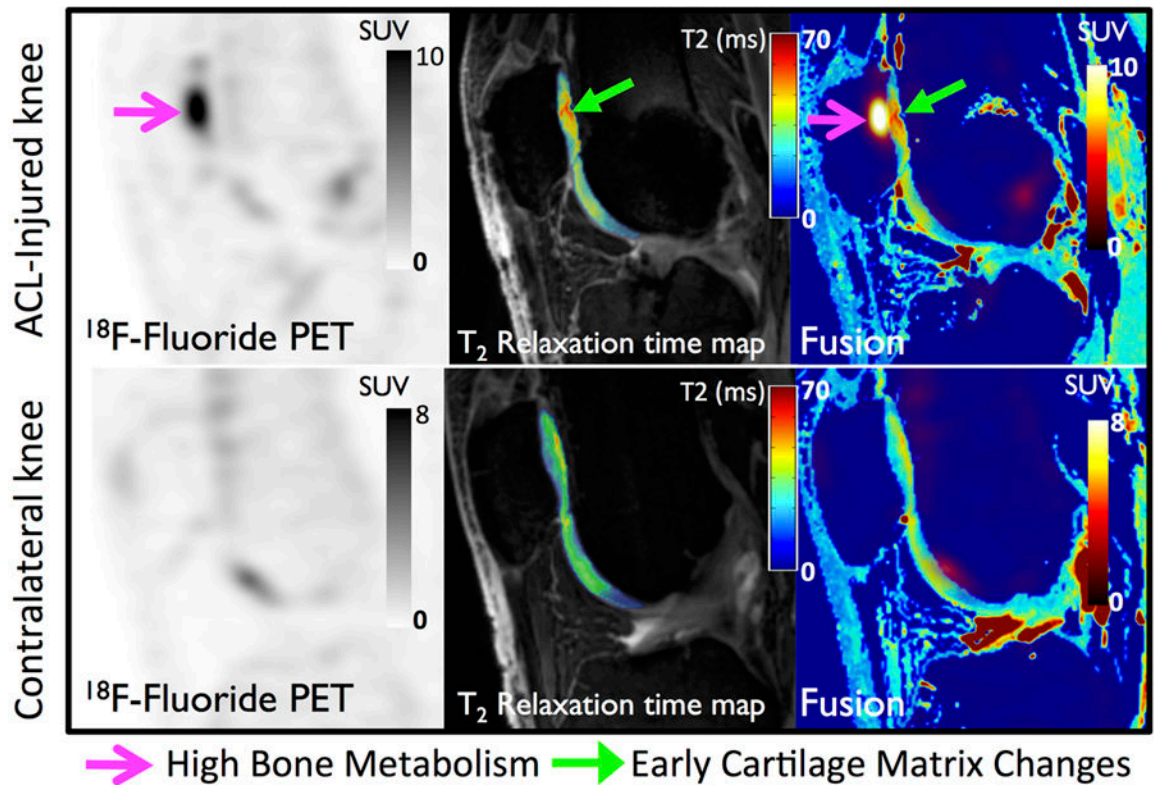 ACL-Injured knee
SUV
10
0
¹⁸F-Fluoride PET
T2 (ms)
70
0
T₂ Relaxation time map
SUV
10
0
Fusion
Contralateral knee
SUV
8
0
¹⁸F-Fluoride PET
T2 (ms)
70
0
T₂ Relaxation time map
SUV
8
0
Fusion
High Bone Metabolism
Early Cartilage Matrix Changes